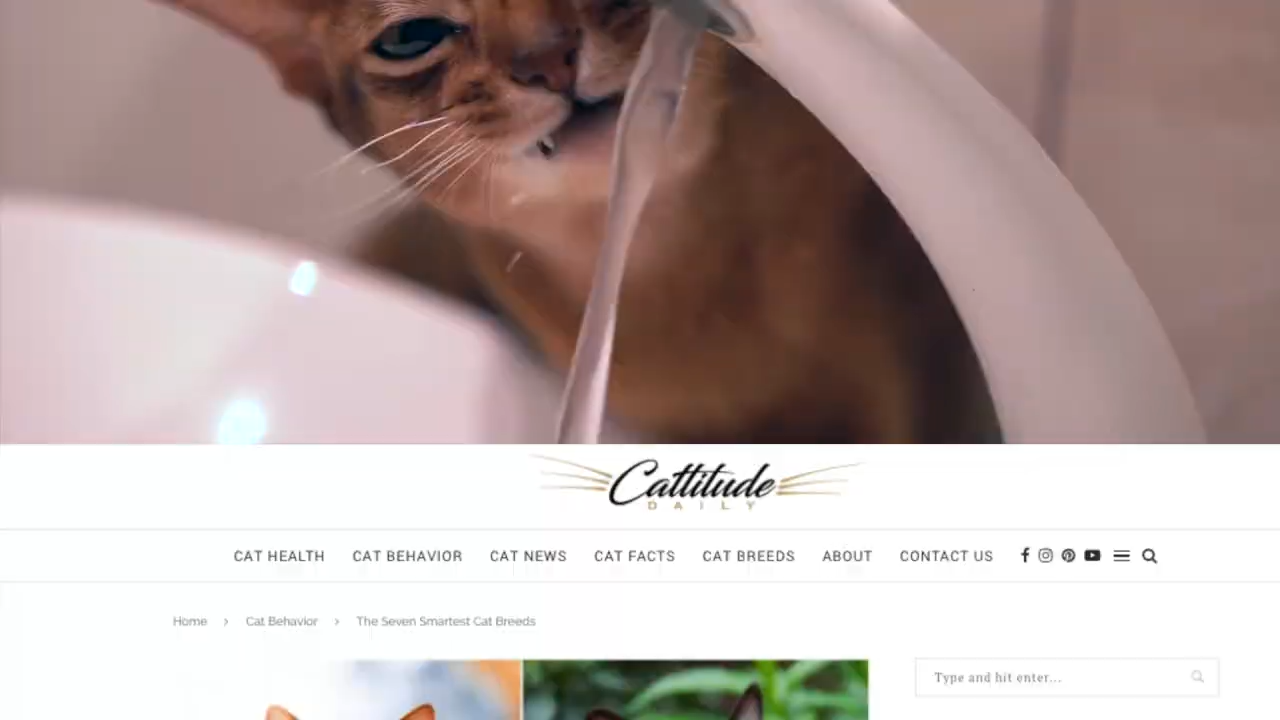 Cattitude
DAILY
CAT HEALTH CAT BEHAVIOR CAT NEWS CAT FACTS CAT BREEDS ABOUT CONTACT US
Home > Cat Behavior > The Seven Smartest Cat Breeds
Type and hit enter...